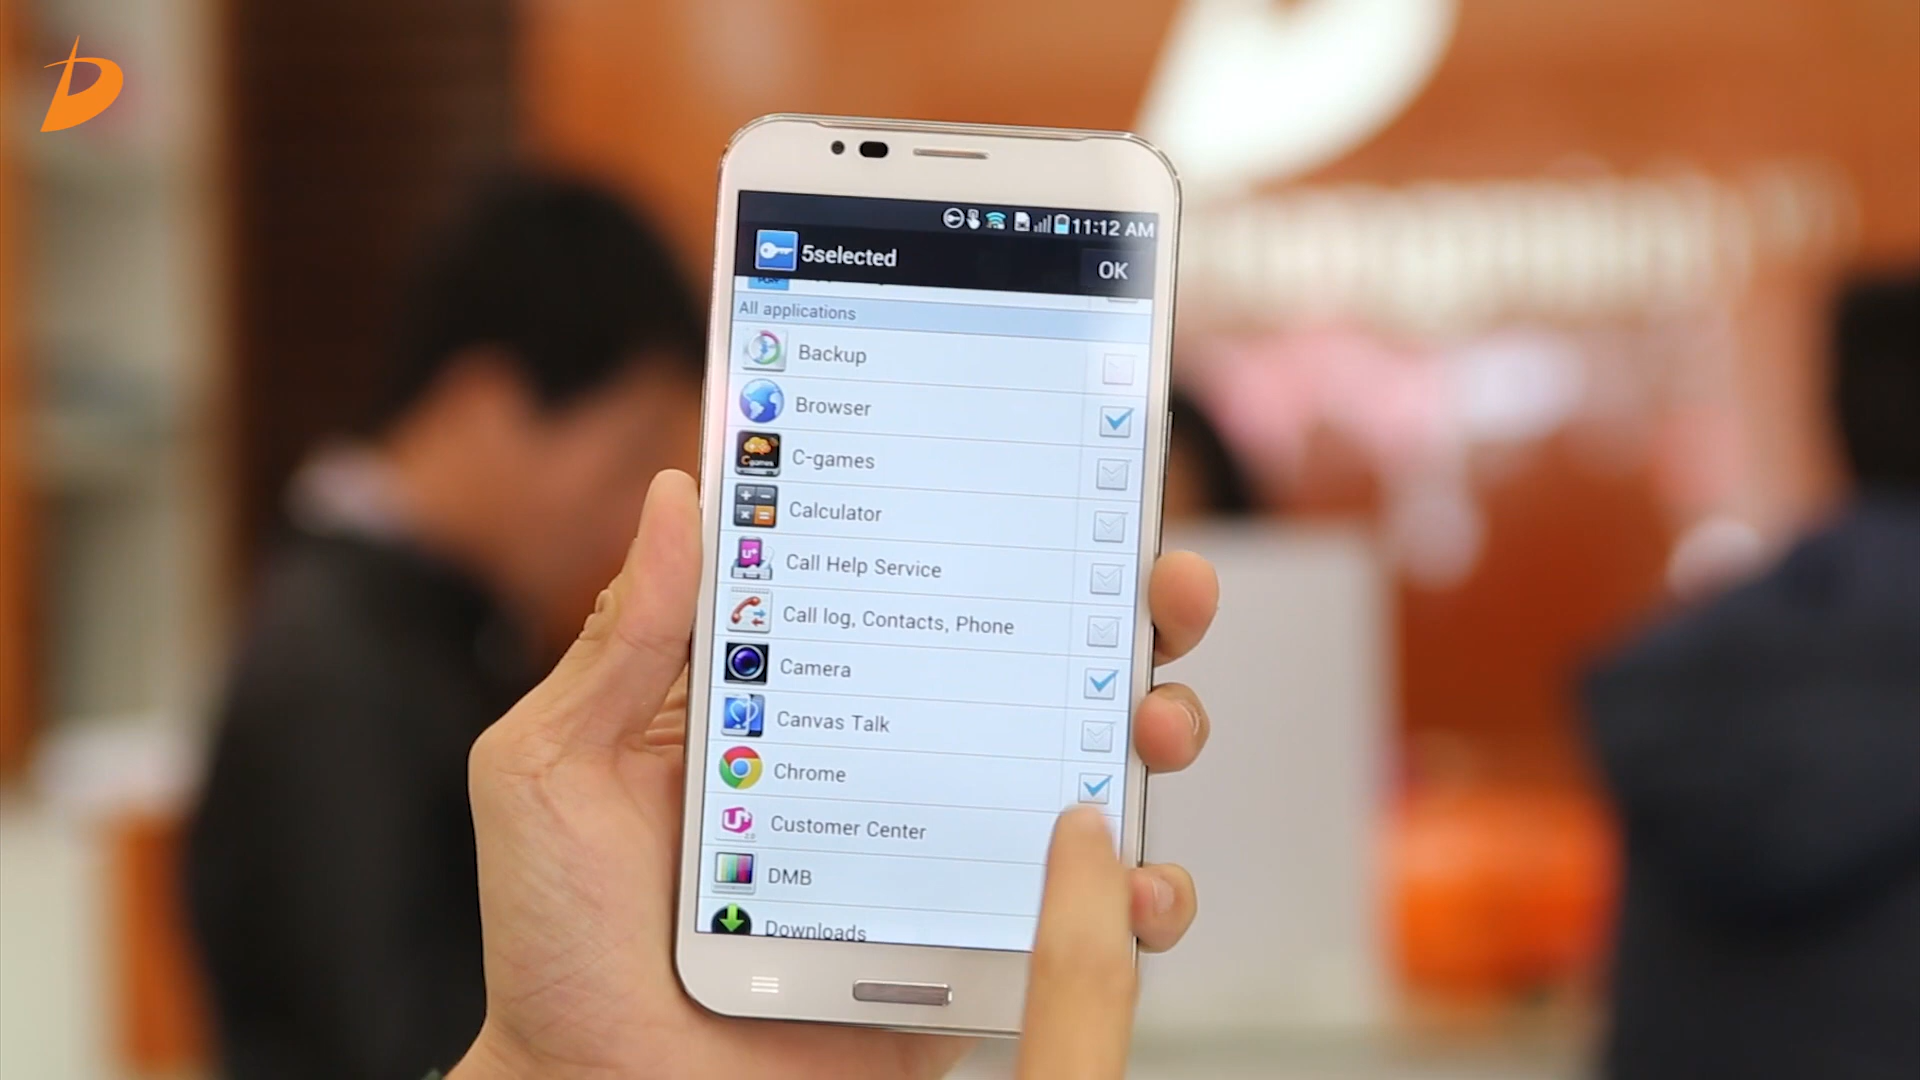 11:12 AM
5selected
OK
All applications
Backup
Browser
C-games
Calculator
Call Help Service
Call log, Contacts, Phone
Camera
Canvas Talk
Chrome
Customer Center
DMB
Downloads